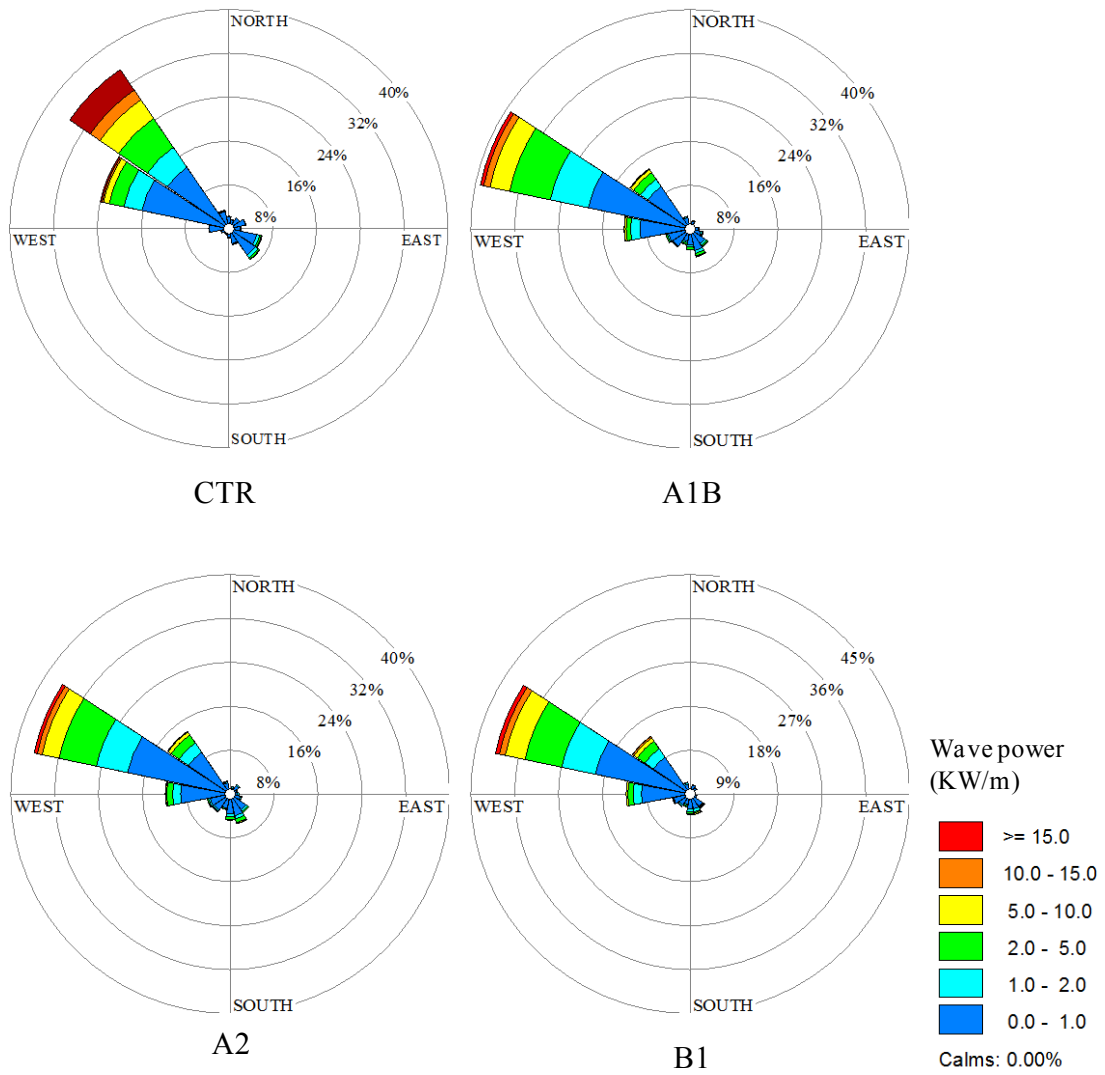 NORTH
40%
32%
24%
16%
8%
WEST
EAST
SOUTH
CTR
NORTH
40%
32%
24%
16%
8%
WEST
EAST
SOUTH
A1B
NORTH
40%
32%
24%
16%
8%
WEST
EAST
SOUTH
A2
NORTH
45%
36%
27%
18%
9%
WEST
EAST
SOUTH
B1
Wave power
(KW/m)
>= 15.0
10.0 - 15.0
5.0 - 10.0
2.0 - 5.0
1.0 - 2.0
0.0 - 1.0
Calms: 0.00%